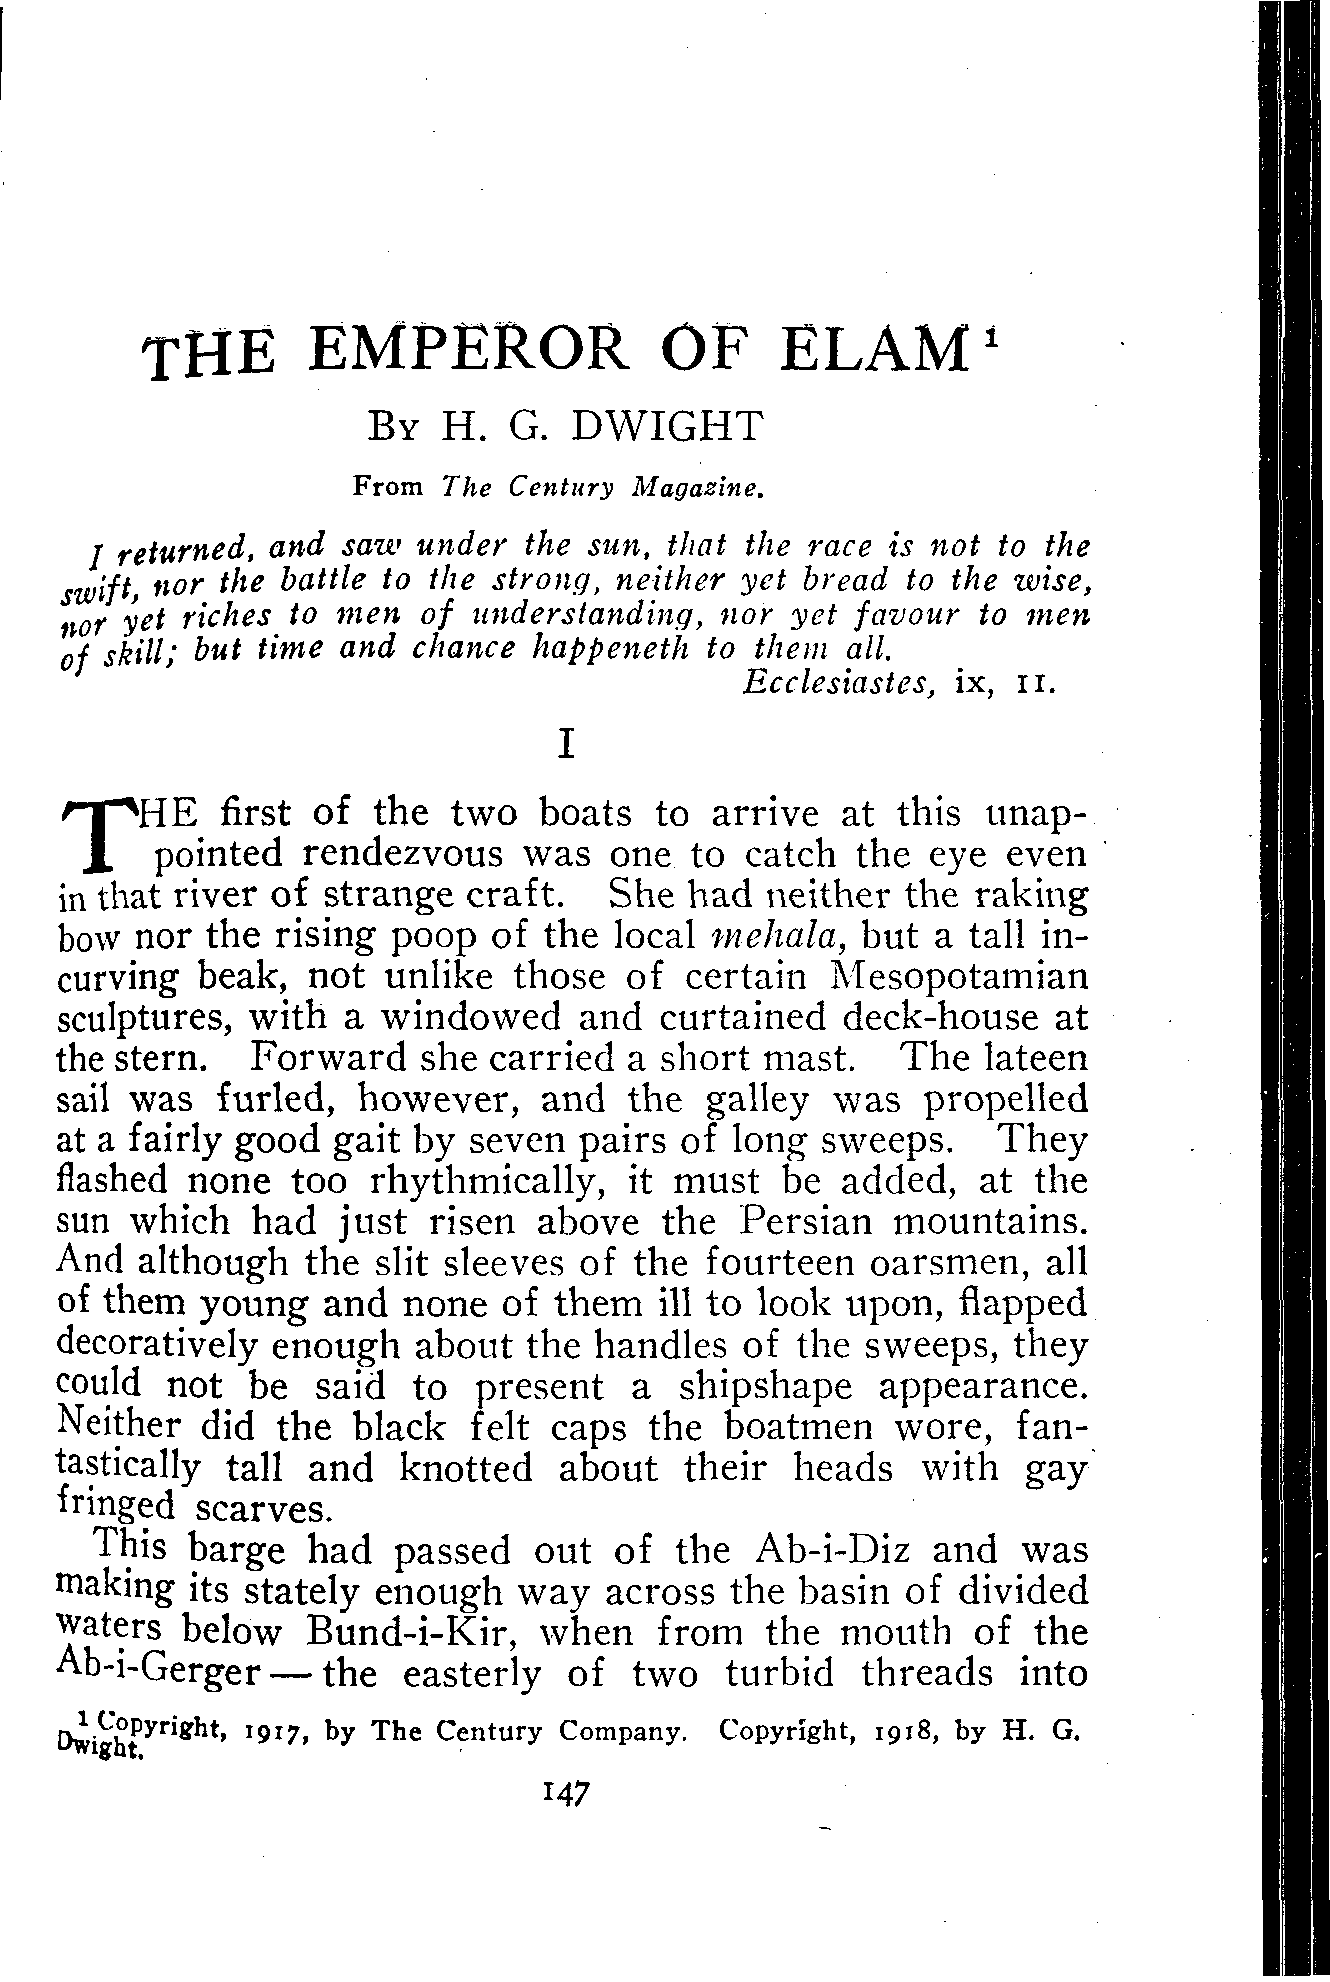 THE EMPEROR OF ELAM 1
By H. G. DWIGHT
From The Century Magazine.
I returned, and saw under the sun, that the race is not to the
swift, nor the battle to the strong, neither yet bread to the wise,
nor yet riches to men of understanding, nor yet favour to men
of skill; but time and chance happeneth to them all.
Ecclesiastes, ix, 11.
I
THE first of the two boats to arrive at this unap-
pointed rendezvous was one to catch the eye even
in that river of strange craft. She had neither the raking
bow nor the rising poop of the local mehala, but a tall in-
curving beak, not unlike those of certain Mesopotamian
sculptures, with a windowed and curtained deck-house at
the stern. Forward she carried a short mast. The lateen
sail was furled, however, and the galley was propelled
at a fairly good gait by seven pairs of long sweeps. They
flashed none too rhythmically, it must be added, at the
sun which had just risen above the Persian mountains.
And although the slit sleeves of the fourteen oarsmen, all
of them young and none of them ill to look upon, flapped
decoratively enough about the handles of the sweeps, they
could not be said to present a shipshape appearance.
Neither did the black felt caps the boatmen wore, fan-
tastically tall and knotted about their heads with gay
fringed scarves.
This barge had passed out of the Ab-i-Diz and was
making its stately enough way across the basin of divided
waters below Bund-i-Kir, when from the mouth of the
Ab-i-Gerger — the easterly of two turbid threads into
1 Copyright, 1917, by The Century Company. Copyright, 1918, by H. G.
Dwight.
147